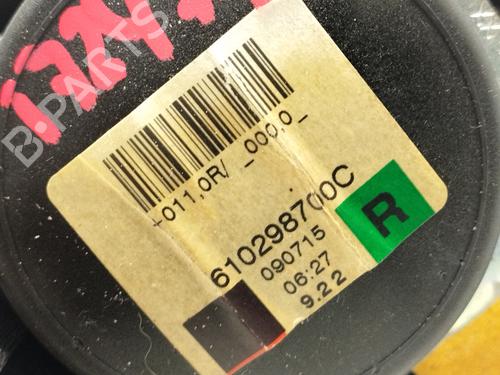 B-PARTS
-011,0R/ _000,0_
610298700C
090715
06:27
9.22
R